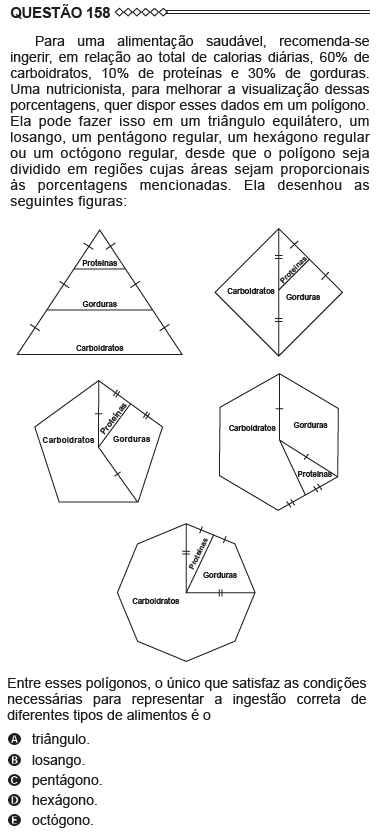 QUESTÃO 158
Para uma alimentação saudável, recomenda-se
ingerir, em relação ao total de calorias diárias, 60% de
carboidratos, 10% de proteínas e 30% de gorduras.
Uma nutricionista, para melhorar a visualização dessas
porcentagens, quer dispor esses dados em um polígono.
Ela pode fazer isso em um triângulo equilátero, um
losango, um pentágono regular, um hexágono regular
ou um octógono regular, desde que o polígono seja
dividido em regiões cujas áreas sejam proporcionais
às porcentagens mencionadas. Ela desenhou as
seguintes figuras:
Proteínas
Gorduras
Carboidratos
Carboidratos
Proteínas
Gorduras
Carboidratos
Proteínas
Gorduras
Carboidratos
Gorduras
Proteínas
Carboidratos
Proteínas
Gorduras
Entre esses polígonos, o único que satisfaz as condições
necessárias para representar a ingestão correta de
diferentes tipos de alimentos é o
A triângulo.
B losango.
C pentágono.
D hexágono.
E octógono.